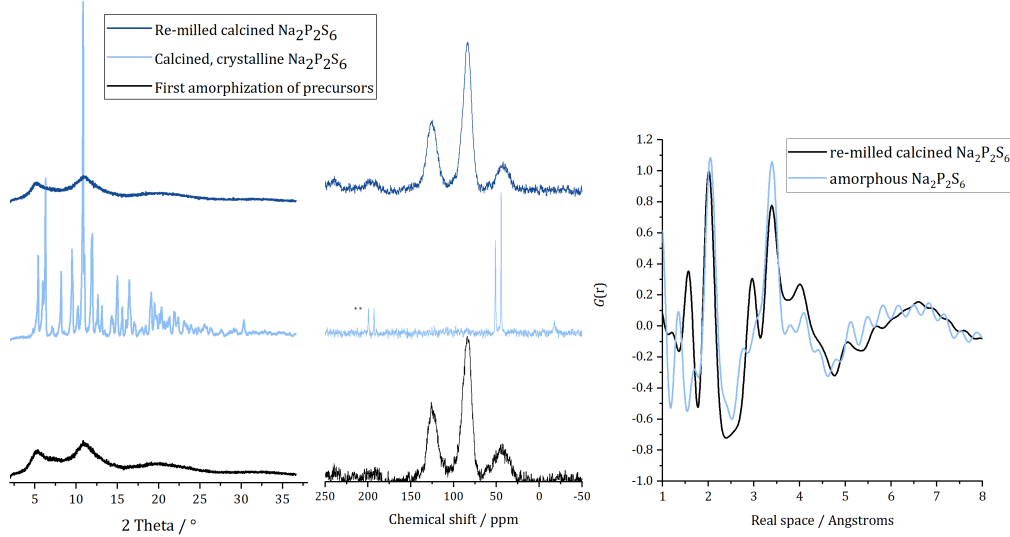 Re-milled calcined Na₂P₂S₆
Calcined, crystalline Na₂P₂S₆
First amorphization of precursors
5 10 15 20 25 30 35
2 Theta / °
**
250 200 150 100 50 0 -50
Chemical shift / ppm
re-milled calcined Na₂P₂S₆
amorphous Na₂P₂S₆
1.2
1.0
0.8
0.6
0.4
0.2
0.0
-0.2
-0.4
-0.6
-0.8
-1.0
G(r)
1 2 3 4 5 6 7 8
Real space / Angstroms